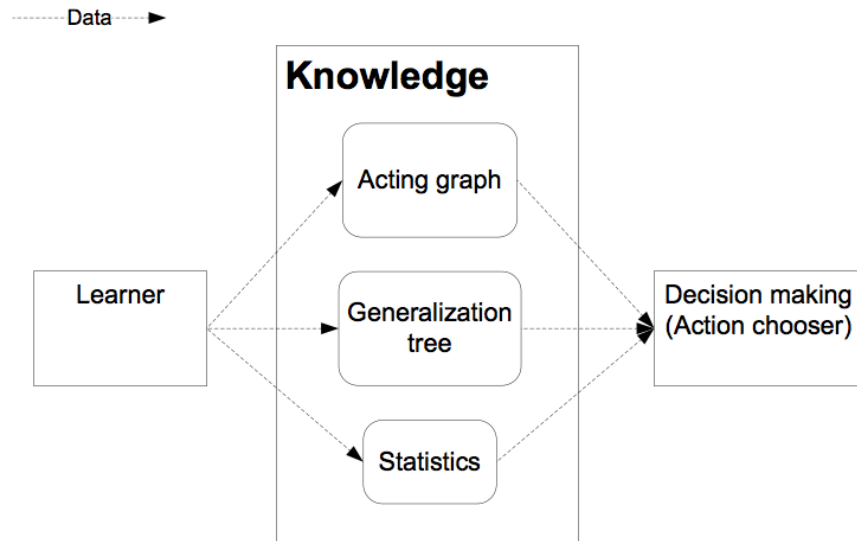 Data
Knowledge
Acting graph
Learner
Generalization
tree
Decision making
(Action chooser)
Statistics